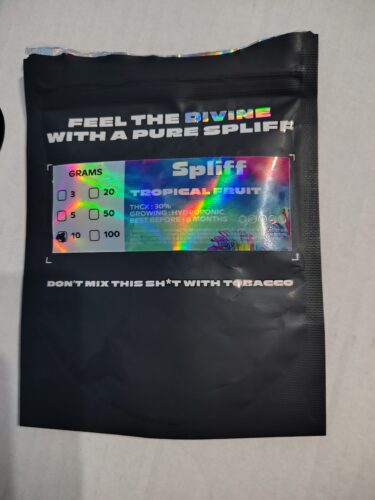 FEEL THE DIVINE
WITH A PURE SPLIFF
GRAMS
3
20
5
50
10
100
Spliff
TROPICAL FRUIT
THCX : 30%
GROWING : HYDROPONIC
BEST BEFORE : MONTHS
DON'T MIX THIS SH*T WITH TOBACCO